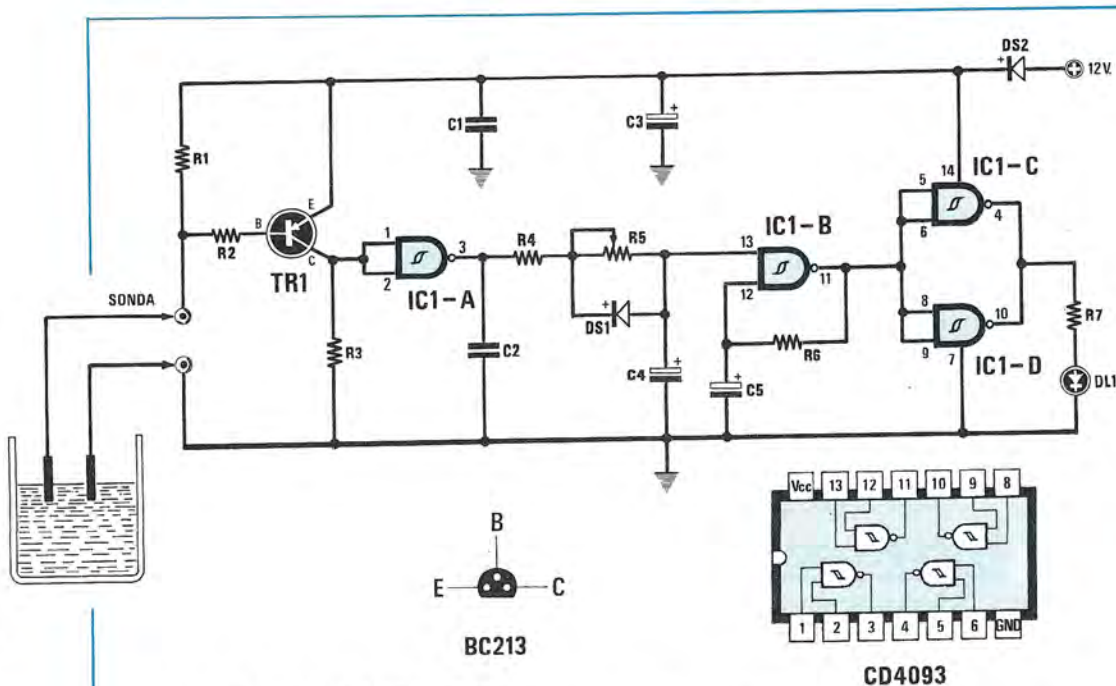 DS2
+
12V.
C1
C3
+
R1
IC1-C
5
14
6
4
E
B
R2
C
TR1
1
2
3
IC1-A
R4
R5
IC1-B
13
12
11
8
9
10
7
IC1-D
R7
SONDA
R3
C2
+
DS1
+
C4
R6
+
C5
DL1
B
E
C
BC213
Vcc 13 12 11 10 9 8
1 2 3 4 5 6 GND
CD4093